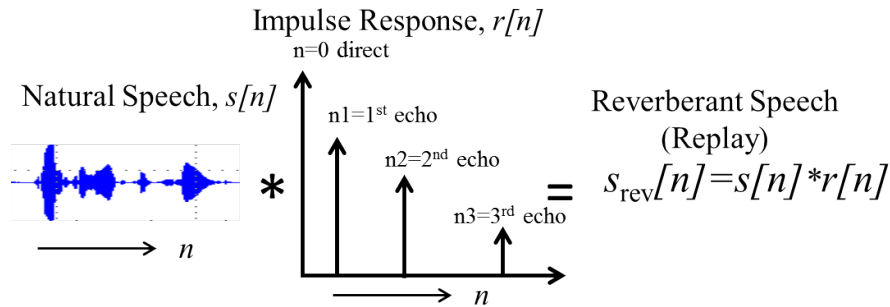 Impulse Response, r[n]
n=0 direct
Natural Speech, s[n]
n1=1st echo
n2=2nd echo
n3=3rd echo
*
=
Reverberant Speech
(Replay)
srev[n]=s[n]*r[n]
n
n